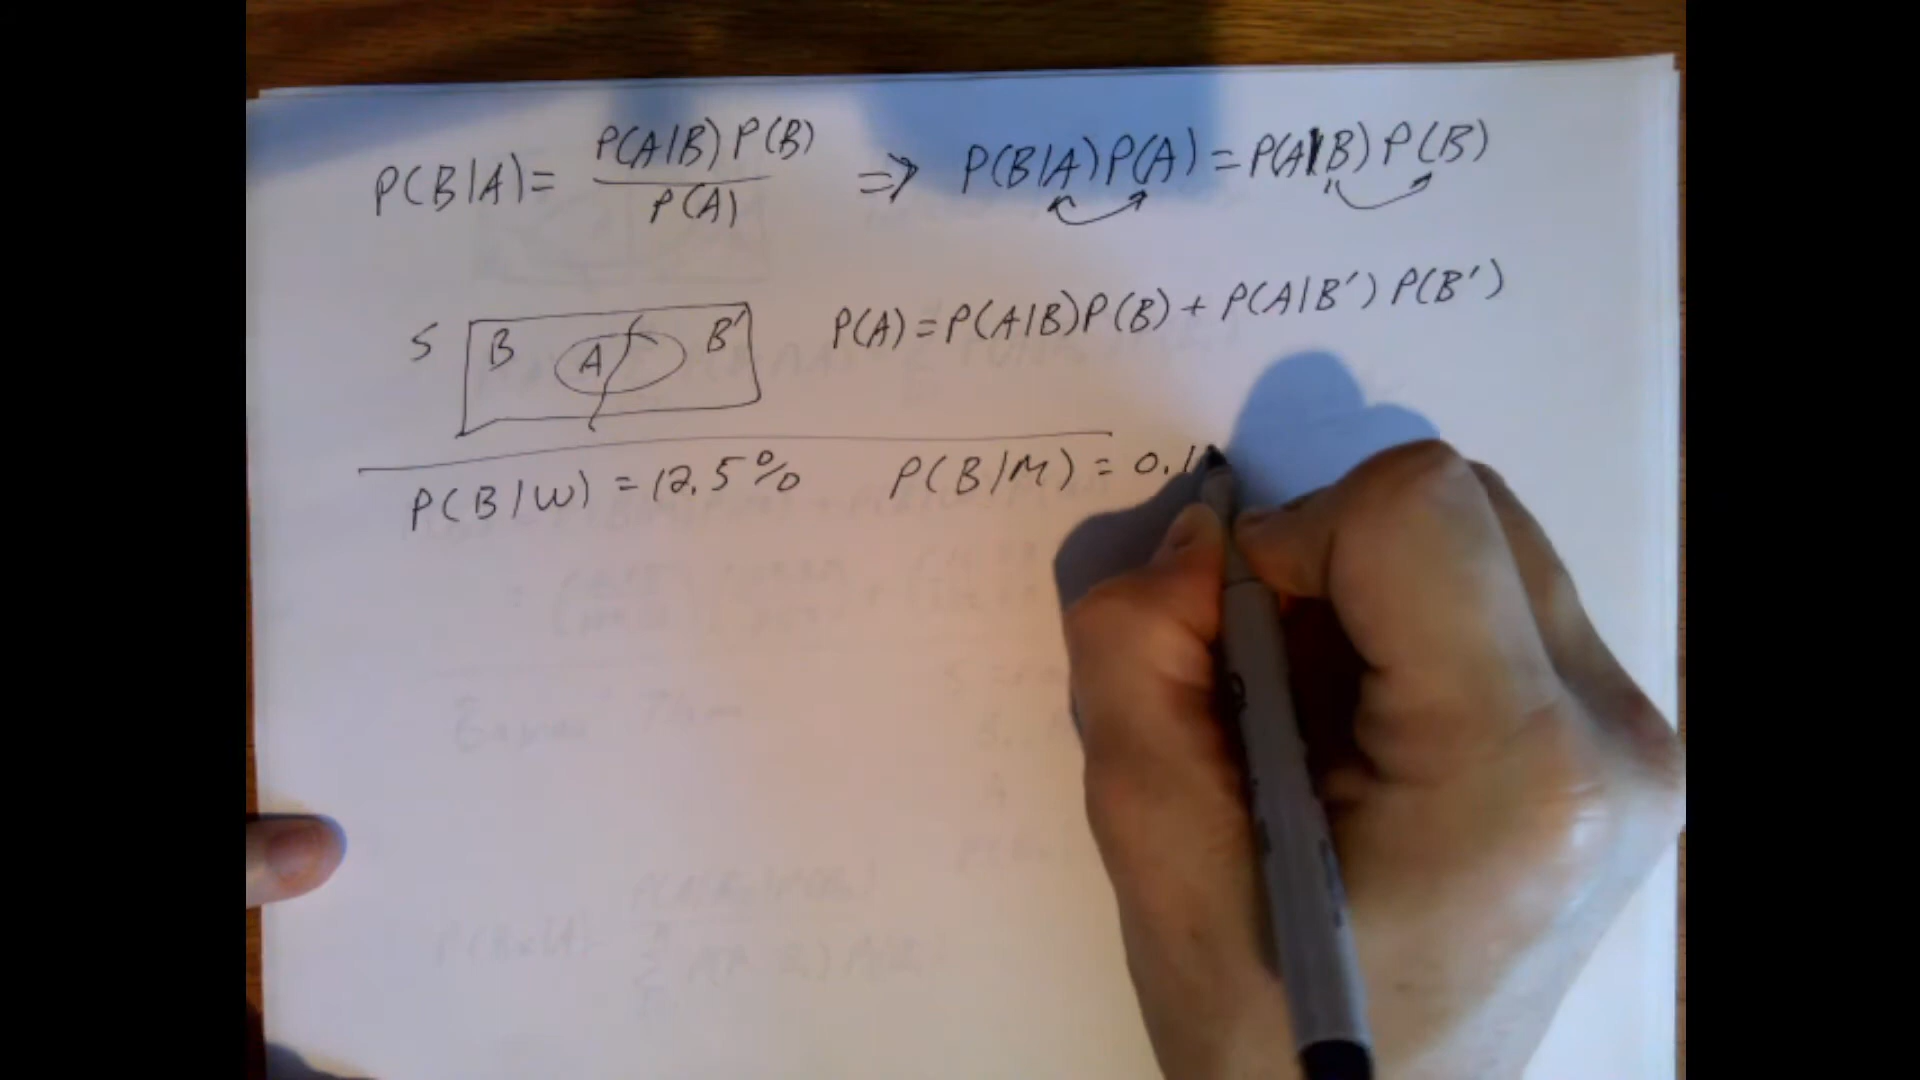 P(B|A) = P(A|B) P(B) / P(A) ⇒ P(B|A) P(A) = P(A|B) P(B)
S B A B' P(A) = P(A|B) P(B) + P(A|B') P(B')
P(B|W) = 12.5% P(B|M) = 0.1